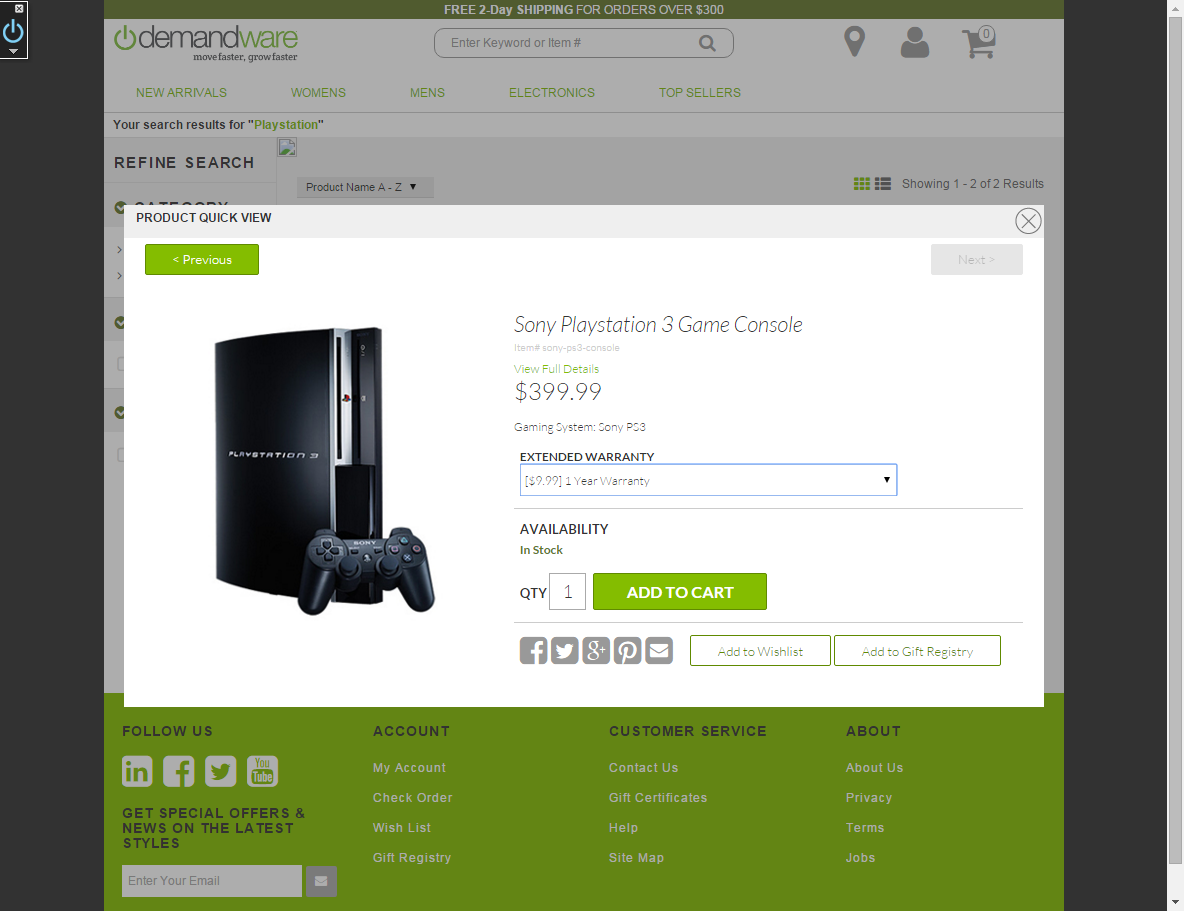 FREE 2-Day SHIPPING FOR ORDERS OVER $300
demandware
move faster, grow faster
Enter Keyword or Item #
0
NEW ARRIVALS WOMENS MENS ELECTRONICS TOP SELLERS
Your search results for "Playstation"
REFINE SEARCH
Product Name A - Z
Showing 1 - 2 of 2 Results
CATEGORY
PRODUCT QUICK VIEW
< Previous
Next >
Sony Playstation 3 Game Console
Item# sony-ps3-console
View Full Details
$399.99
Gaming System: Sony PS3
EXTENDED WARRANTY
[$9.99] 1 Year Warranty
PLAYSTATION 3
SONY
AVAILABILITY
In Stock
QTY 1 ADD TO CART
Add to Wishlist
Add to Gift Registry
FOLLOW US
You
Tube
GET SPECIAL OFFERS &
NEWS ON THE LATEST
STYLES
Enter Your Email
ACCOUNT
My Account
Check Order
Wish List
Gift Registry
CUSTOMER SERVICE
Contact Us
Gift Certificates
Help
Site Map
ABOUT
About Us
Privacy
Terms
Jobs